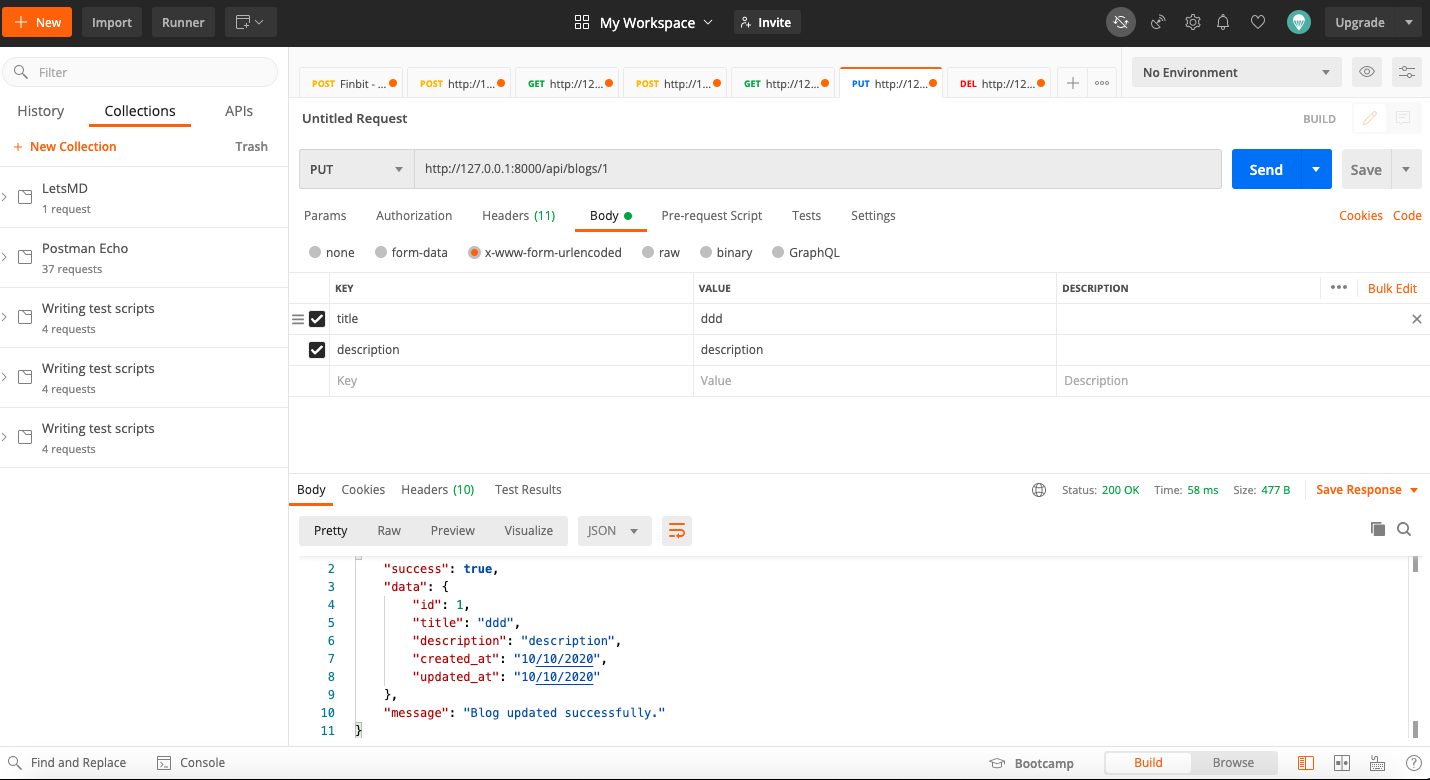 New
Import
Runner
My Workspace
Invite
Upgrade
Filter
History
Collections
APIs
+ New Collection
Trash
LetsMD
1 request
Postman Echo
37 requests
Writing test scripts
4 requests
Writing test scripts
4 requests
Writing test scripts
4 requests
POST Finbit - ...
POST http://1...
GET http://12...
POST http://1...
GET http://12...
PUT http://12...
DEL http://12...
No Environment
Untitled Request
BUILD
PUT
http://127.0.0.1:8000/api/blogs/1
Send
Save
Params
Authorization
Headers (11)
Body
Pre-request Script
Tests
Settings
Cookies
Code
none
form-data
x-www-form-urlencoded
raw
binary
GraphQL
KEY
VALUE
DESCRIPTION
Bulk Edit
title
ddd
description
description
Key
Value
Description
Body
Cookies
Headers (10)
Test Results
Status: 200 OK
Time: 58 ms
Size: 477 B
Save Response
Pretty
Raw
Preview
Visualize
JSON
2 "success": true,
3 "data": {
4 "id": 1,
5 "title": "ddd",
6 "description": "description",
7 "created_at": "10/10/2020",
8 "updated_at": "10/10/2020"
9 },
10 "message": "Blog updated successfully."
11 }
Find and Replace
Console
Bootcamp
Build
Browse